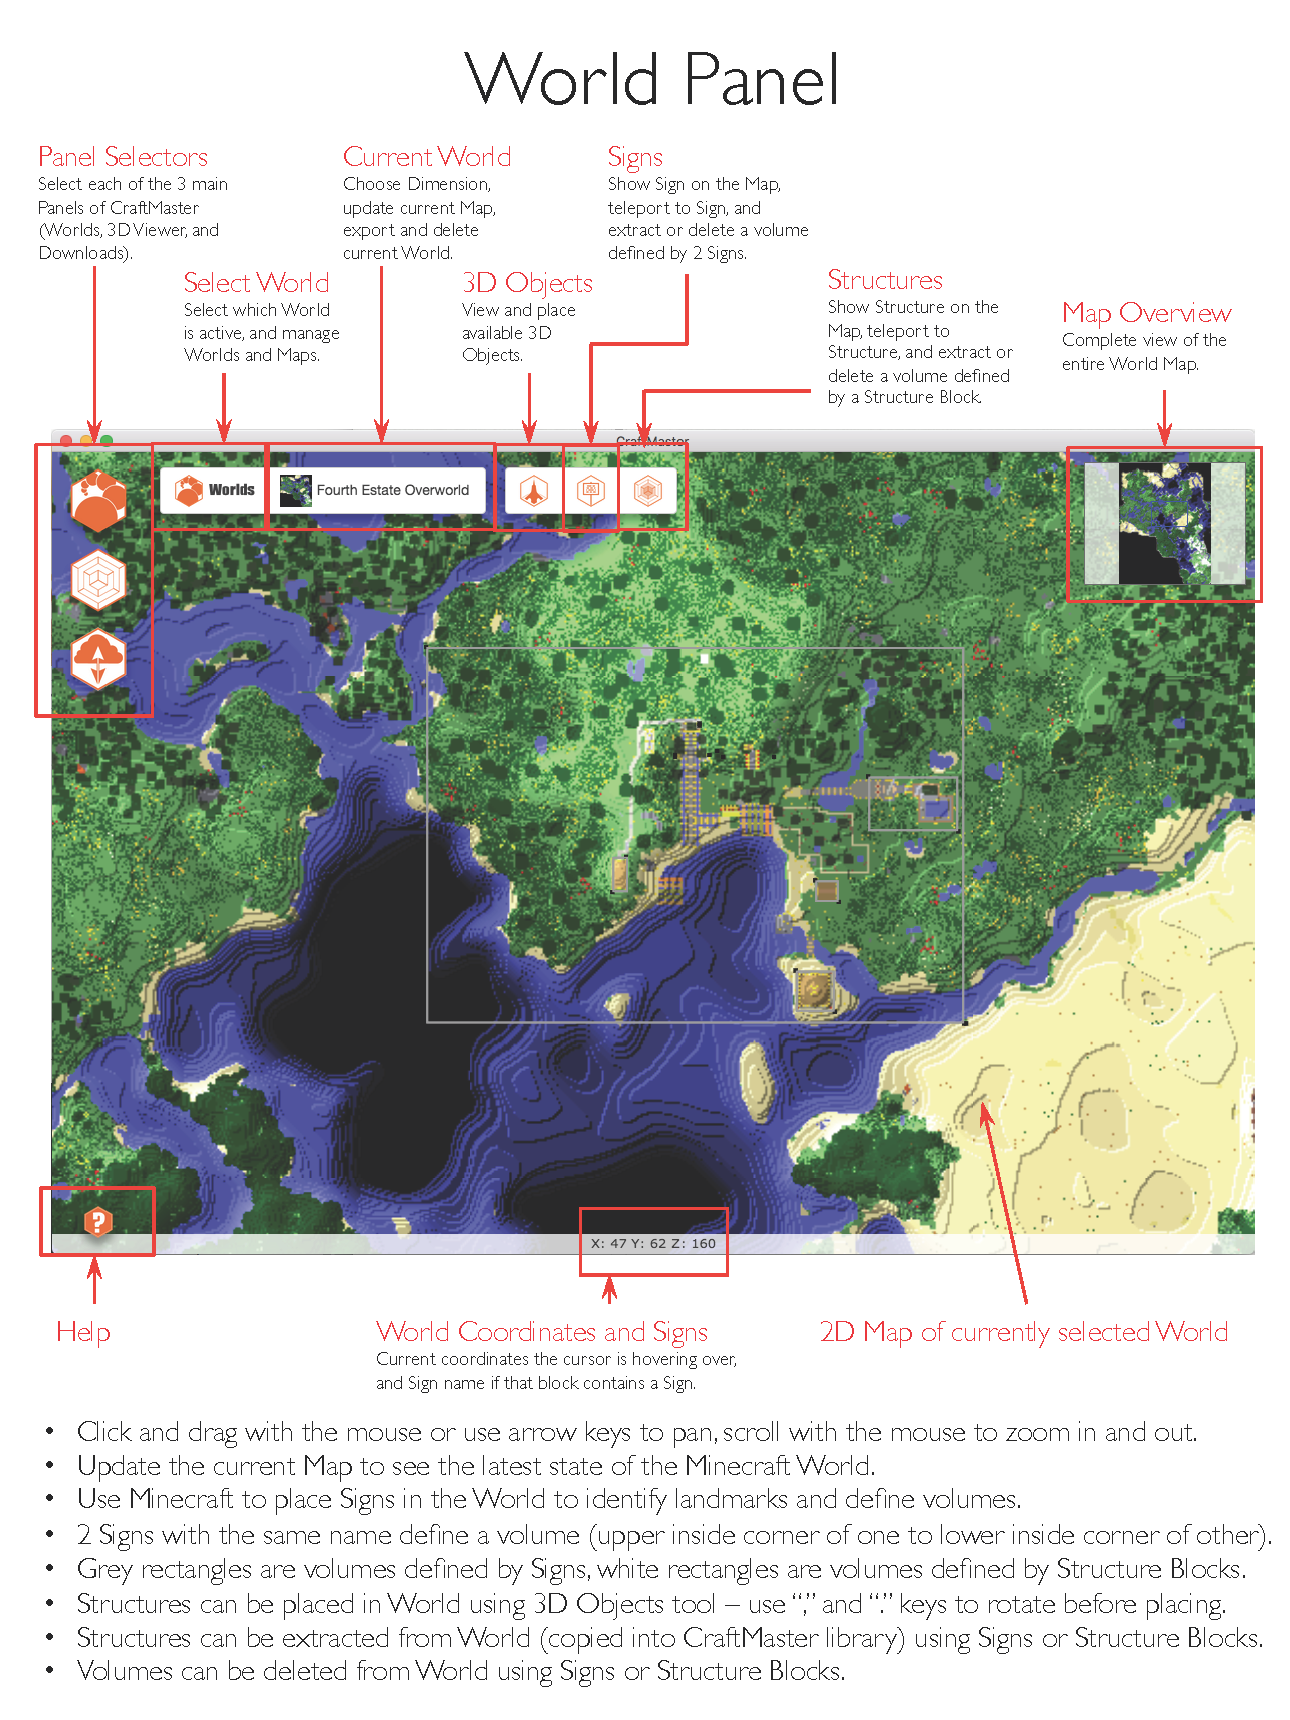 World Panel
Panel Selectors
Select each of the 3 main
Panels of CraftMaster
(Worlds, 3D Viewer, and
Downloads).
Current World
Choose Dimension,
update current Map,
export and delete
current World.
Signs
Show Sign on the Map,
teleport to Sign, and
extract or delete a volume
defined by 2 Signs.
Select World
Select which World
is active, and manage
Worlds and Maps.
3D Objects
View and place
available 3D
Objects.
Structures
Show Structure on the
Map, teleport to
Structure, and extract or
delete a volume defined
by a Structure Block.
Map Overview
Complete view of the
entire World Map.
CraftMaster
Worlds
Fourth Estate Overworld
?
X: 47 Y: 62 Z: 160
Help
World Coordinates and Signs
Current coordinates the cursor is hovering over,
and Sign name if that block contains a Sign.
2D Map of currently selected World
• Click and drag with the mouse or use arrow keys to pan, scroll with the mouse to zoom in and out.
• Update the current Map to see the latest state of the Minecraft World.
• Use Minecraft to place Signs in the World to identify landmarks and define volumes.
• 2 Signs with the same name define a volume (upper inside corner of one to lower inside corner of other).
• Grey rectangles are volumes defined by Signs, white rectangles are volumes defined by Structure Blocks.
• Structures can be placed in World using 3D Objects tool – use “,” and “.” keys to rotate before placing.
• Structures can be extracted from World (copied into CraftMaster library) using Signs or Structure Blocks.
• Volumes can be deleted from World using Signs or Structure Blocks.